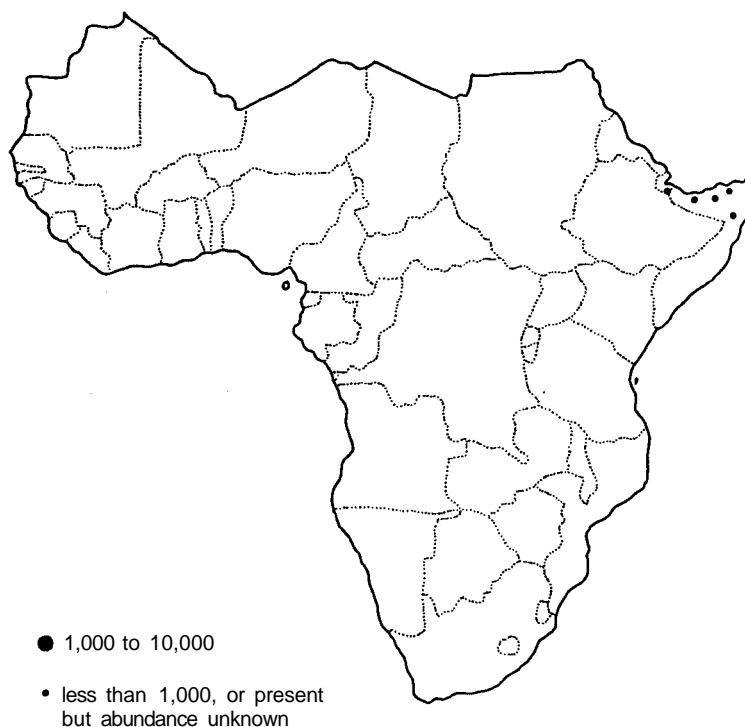 ● 1,000 to 10,000
• less than 1,000, or present
but abundance unknown